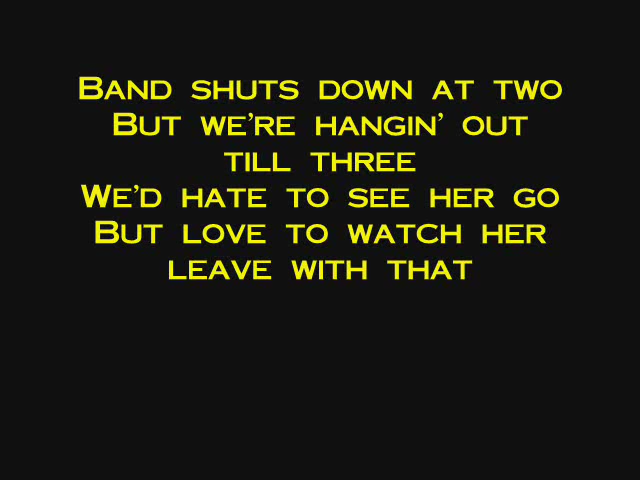 Band shuts down at two
But we're hangin' out
till three
We'd hate to see her go
But love to watch her
leave with that